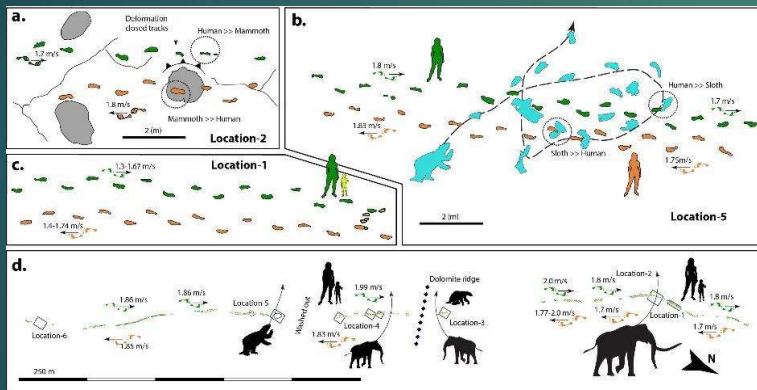 a.
Deformation
closed tracks
Human >> Mammoth
1.7 m/s
1.8 m/s
Mammoth >> Human
2 (m)
Location-2
b.
1.8 m/s
Human >> Sloth
1.7 m/s
1.83 m/s
Sloth >> Human
1.75m/s
2 (m)
Location-5
c.
Location-1
1.3-1.67 m/s
1.4-1.74 m/s
d.
1.86 m/s
1.86 m/s
Location-5
Location-6
1.85 m/s
Washed out
1.99 m/s
Location-4
1.83 m/s
Dolomite ridge
Location-3
2.0 m/s
1.8 m/s
Location-2
1.77-2.0 m/s
1.7 m/s
Location-1
1.8 m/s
1.7 m/s
N
250 m